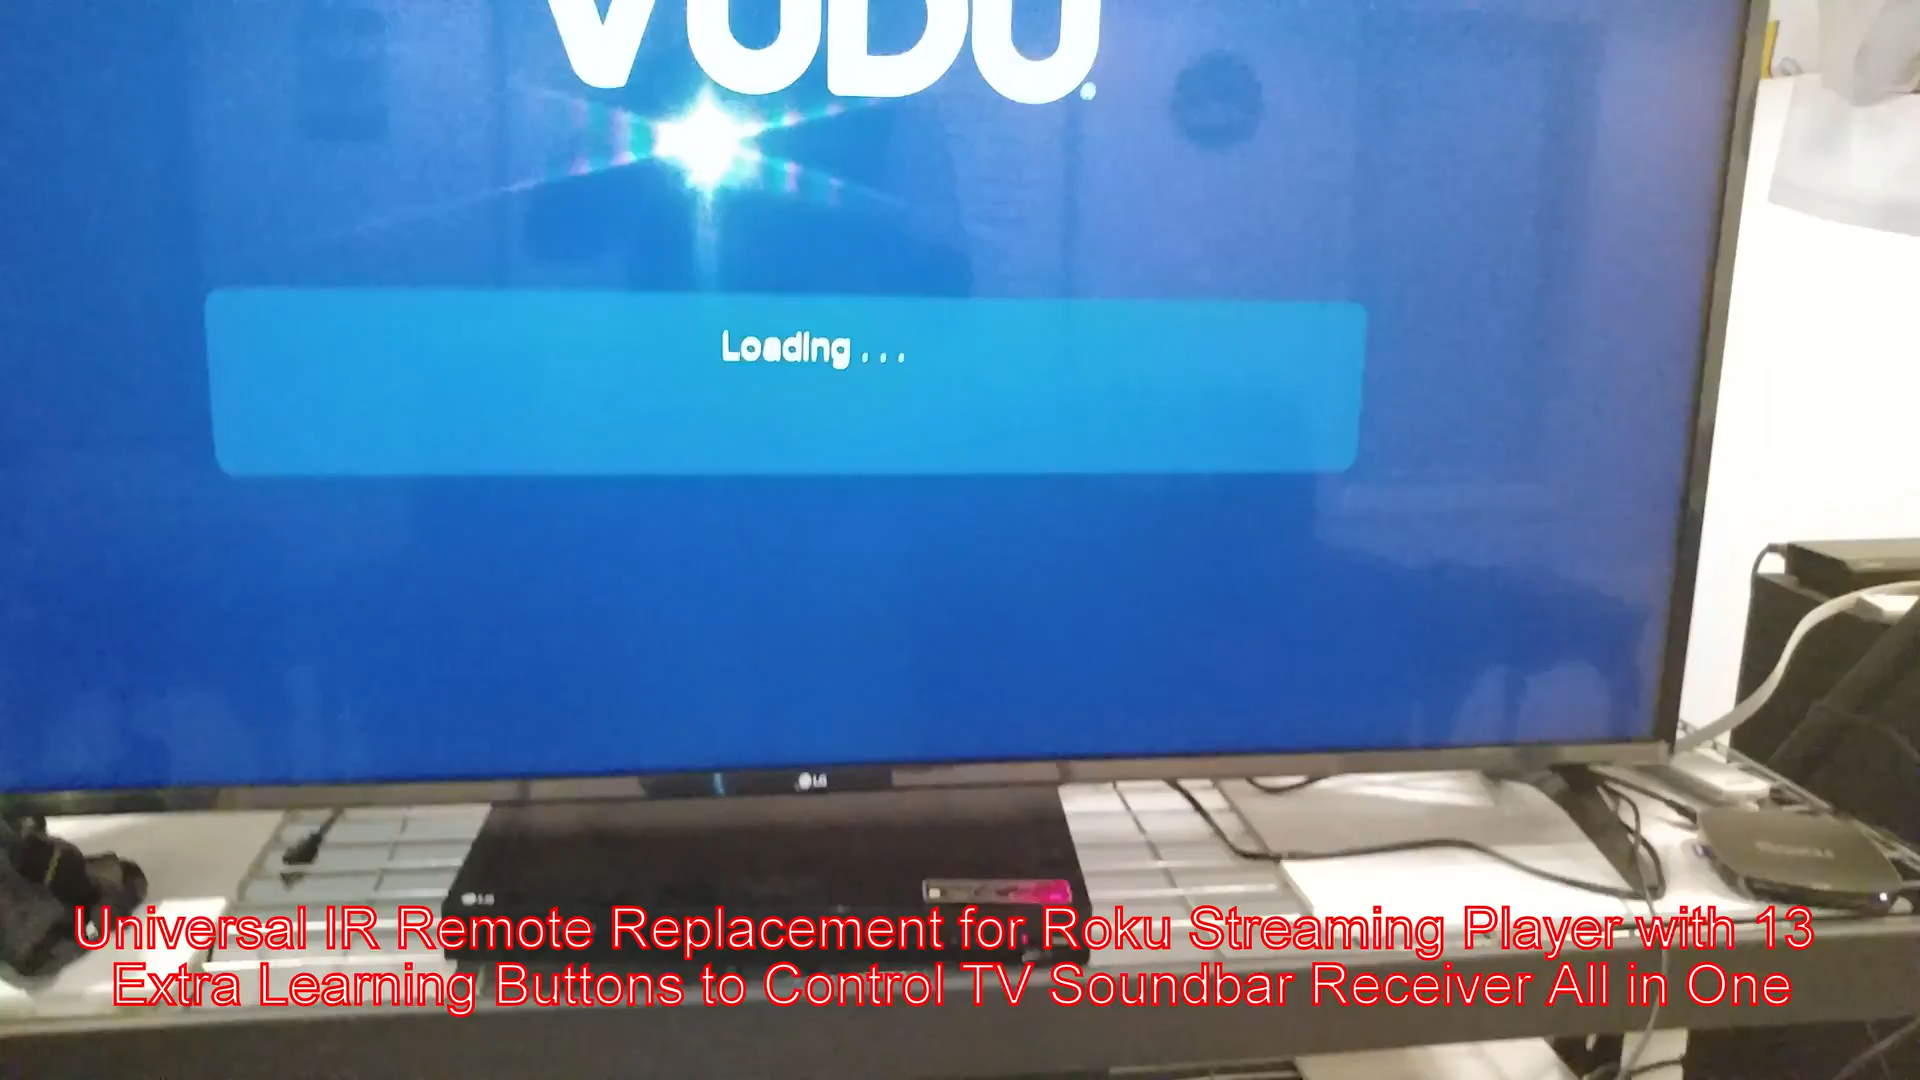 VUDU
Loading...
LG
LG
Universal IR Remote Replacement for Roku Streaming Player with 13
Extra Learning Buttons to Control TV Soundbar Receiver All in One